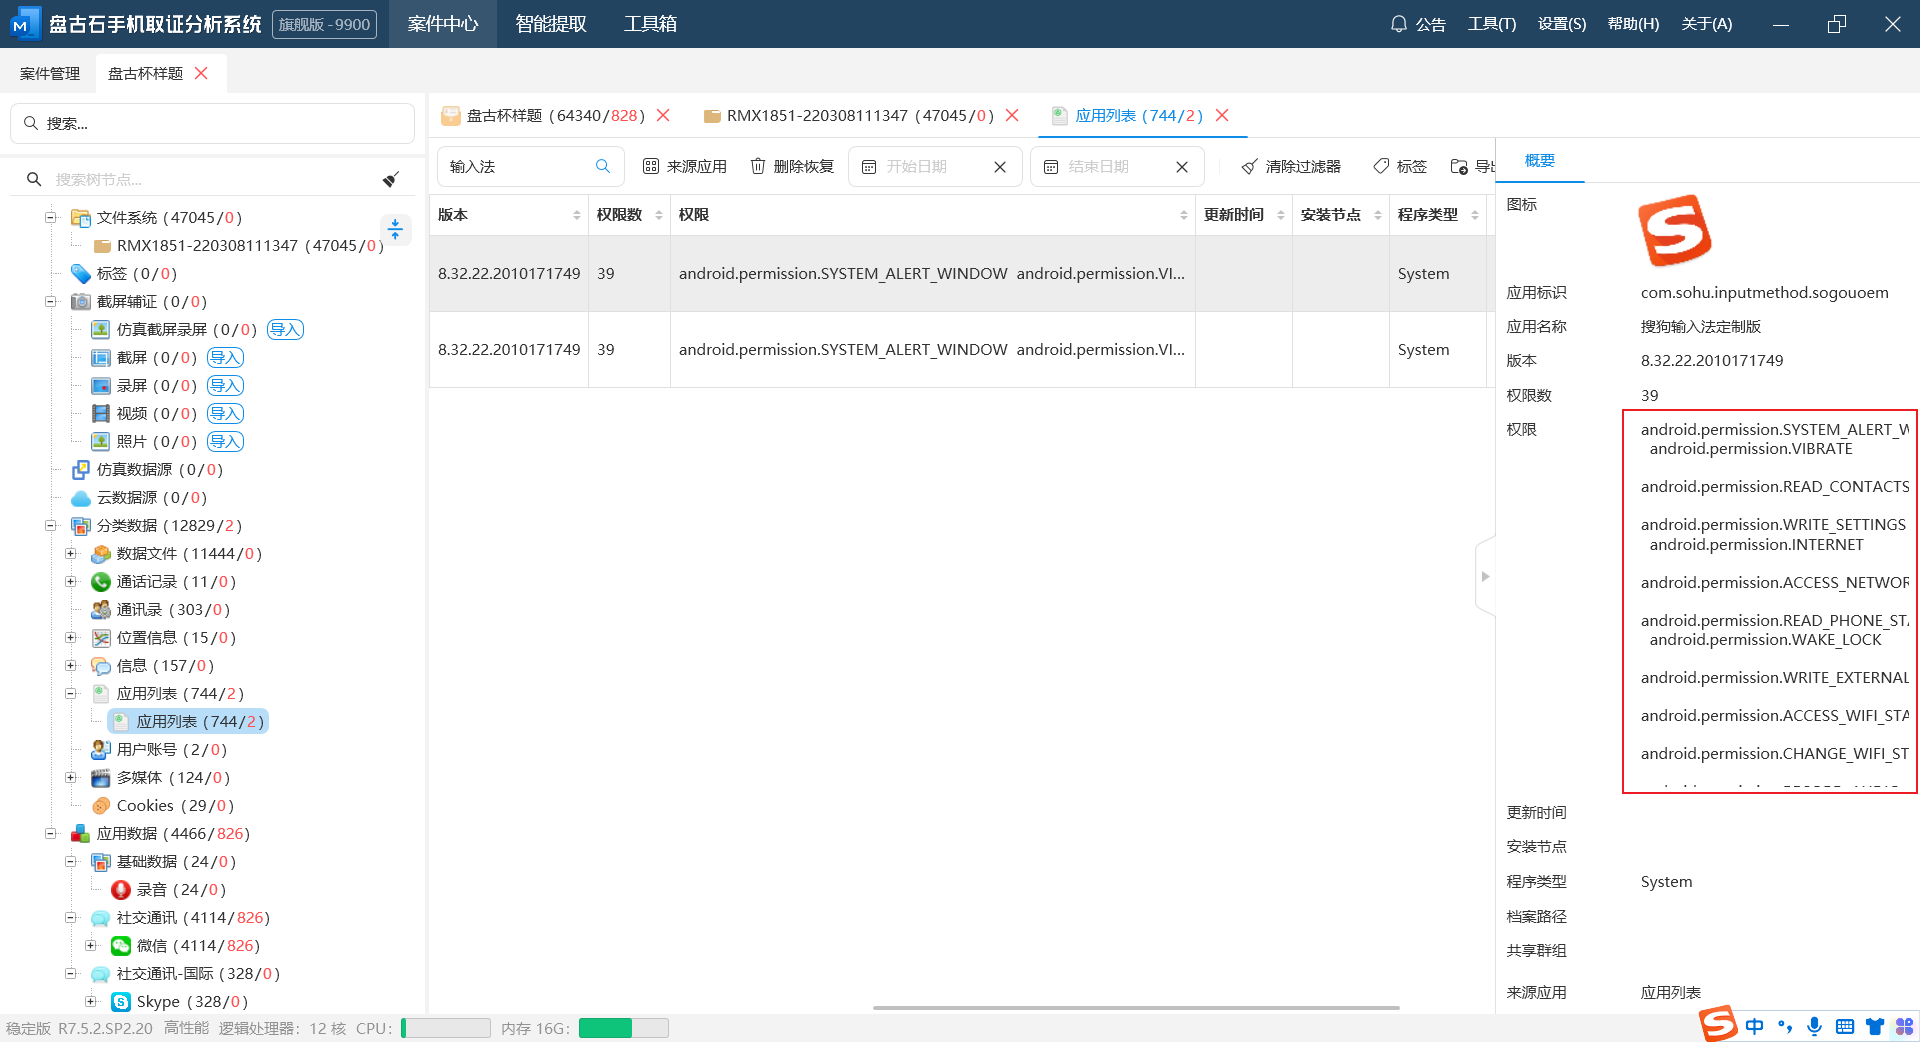 盘古石手机取证分析系统 旗舰版 - 9900 案件中心 智能提取 工具箱 公告 工具(T) 设置(S) 帮助(H) 关于(A)
案件管理 盘古杯样题
搜索...
盘古杯样题 (64340/828) RMX1851-220308111347 (47045/0) 应用列表 (744/2)
输入法 来源应用 删除恢复 开始日期 结束日期 清除过滤器 标签
搜索树节点...
文件系统 (47045/0)
RMX1851-220308111347 (47045/0)
标签 (0/0)
截屏辅证 (0/0)
仿真截屏录屏 (0/0) 导入
截屏 (0/0) 导入
录屏 (0/0) 导入
视频 (0/0) 导入
照片 (0/0) 导入
仿真数据源 (0/0)
云数据源 (0/0)
分类数据 (12829/2)
数据文件 (11444/0)
通话记录 (11/0)
通讯录 (303/0)
位置信息 (15/0)
信息 (157/0)
应用列表 (744/2)
应用列表 (744/2)
用户账号 (2/0)
多媒体 (124/0)
Cookies (29/0)
应用数据 (4466/826)
基础数据 (24/0)
录音 (24/0)
社交通讯 (4114/826)
微信 (4114/826)
社交通讯-国际 (328/0)
Skype (328/0)
版本 权限数 权限 更新时间 安装节点 程序类型
8.32.22.2010171749 39 android.permission.SYSTEM_ALERT_WINDOW android.permission.VI... System
8.32.22.2010171749 39 android.permission.SYSTEM_ALERT_WINDOW android.permission.VI... System
概要
图标
应用标识 com.sohu.inputmethod.sogouoem
应用名称 搜狗输入法定制版
版本 8.32.22.2010171749
权限数 39
权限 android.permission.SYSTEM_ALERT_W
android.permission.VIBRATE
android.permission.READ_CONTACTS
android.permission.WRITE_SETTINGS
android.permission.INTERNET
android.permission.ACCESS_NETWOR
android.permission.READ_PHONE_STA
android.permission.WAKE_LOCK
android.permission.WRITE_EXTERNAL
android.permission.ACCESS_WIFI_STA
android.permission.CHANGE_WIFI_ST
更新时间
安装节点
程序类型 System
档案路径
共享群组
来源应用 应用列表
稳定版 R7.5.2.SP2.20 高性能 逻辑处理器: 12 核 CPU: 内存 16G:
中